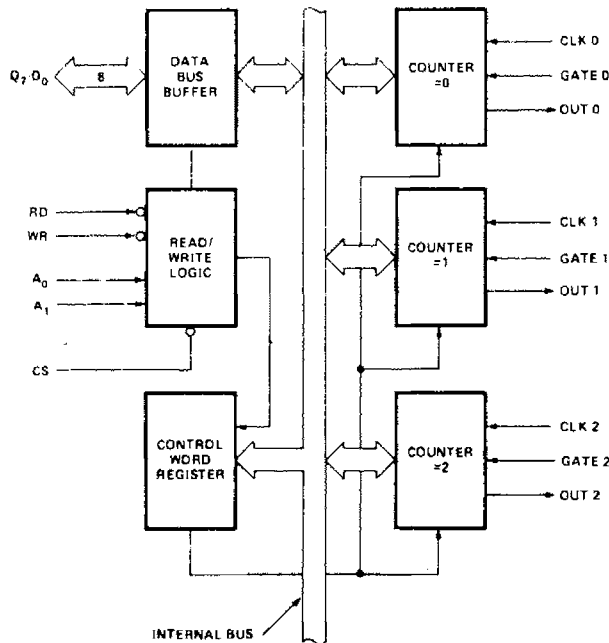 DATA
BUS
BUFFER
Q7-D0
8
COUNTER
=0
CLK 0
GATE 0
OUT 0
RD
WR
A0
A1
CS
READ/
WRITE
LOGIC
COUNTER
=1
CLK 1
GATE 1
OUT 1
CONTROL
WORD
REGISTER
COUNTER
=2
CLK 2
GATE 2
OUT 2
INTERNAL BUS